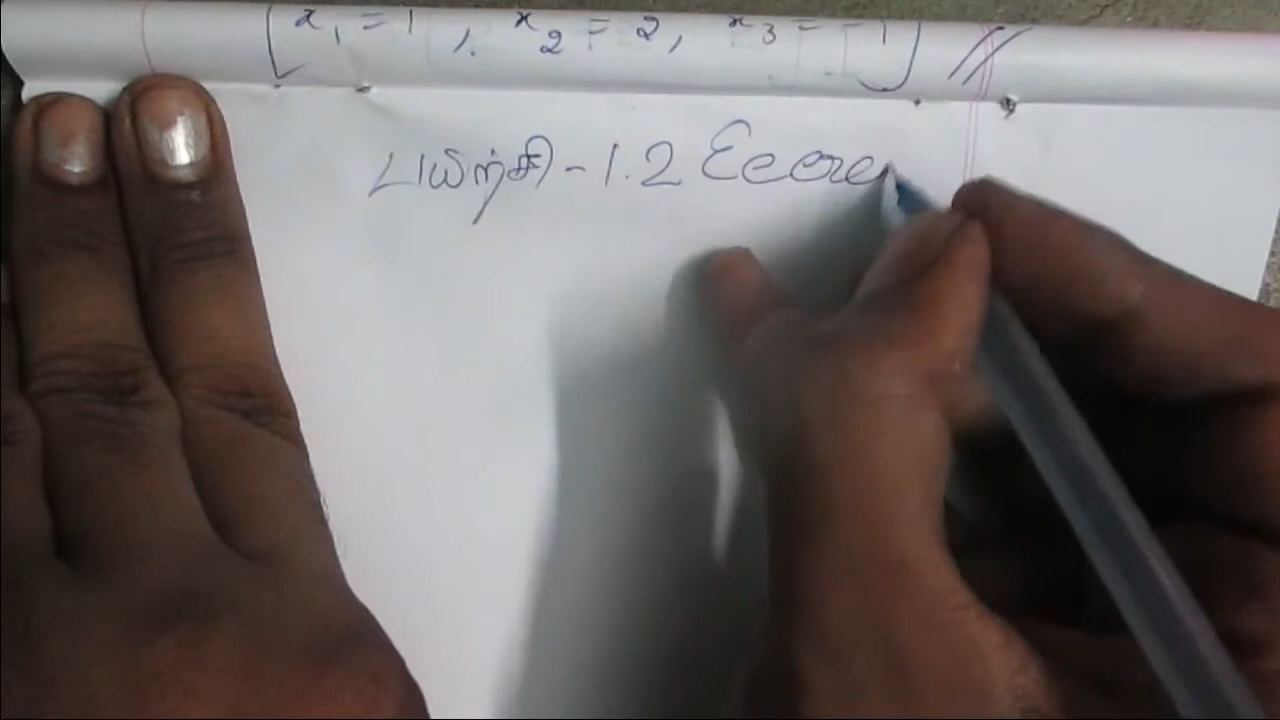 [x₁ = 1, x₂ = 2, x₃ = -1] //
பயிற்சி - 1.2